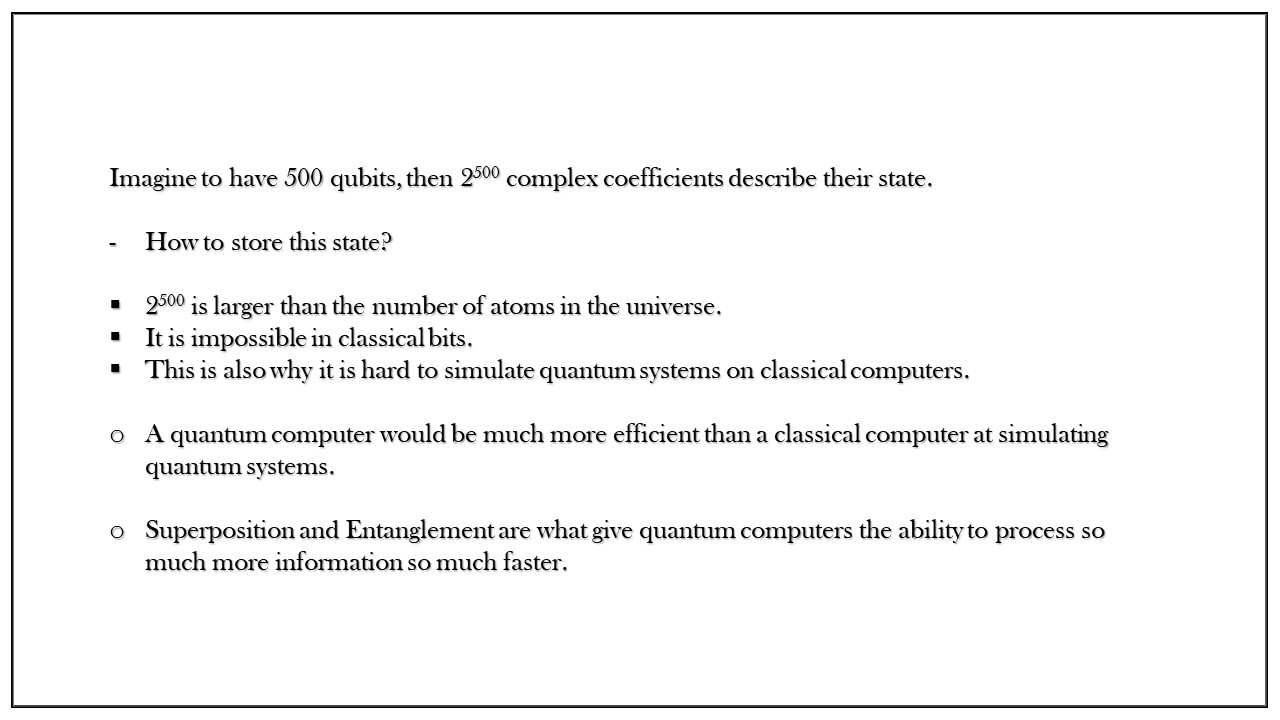 Imagine to have 500 qubits, then 2⁵⁰⁰ complex coefficients describe their state.
- How to store this state?
▪ 2⁵⁰⁰ is larger than the number of atoms in the universe.
▪ It is impossible in classical bits.
▪ This is also why it is hard to simulate quantum systems on classical computers.
o A quantum computer would be much more efficient than a classical computer at simulating
quantum systems.
o Superposition and Entanglement are what give quantum computers the ability to process so
much more information so much faster.